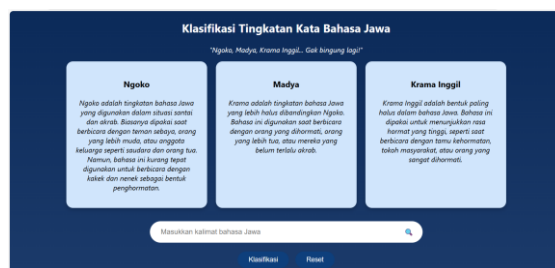 Klasifikasi Tingkatan Kata Bahasa Jawa
"Ngoko, Madya, Krama Inggil... Gak bingung lagi!"
Ngoko
Ngoko adalah tingkatan bahasa Jawa
yang digunakan dalam situasi santai
dan akrab. Biasanya dipakai saat
berbicara dengan teman sebaya, orang
yang lebih muda, atau anggota
keluarga seperti saudara dan orang tua.
Namun, bahasa ini kurang tepat
digunakan untuk berbicara dengan
kakek dan nenek sebagai bentuk
penghormatan.
Madya
Krama adalah tingkatan bahasa Jawa
yang lebih halus dibandingkan Ngoko.
Bahasa ini digunakan saat berbicara
dengan orang yang dihormati, orang
yang lebih tua, atau mereka yang
belum terlalu akrab.
Krama Inggil
Krama Inggil adalah bentuk paling
halus dalam bahasa Jawa. Bahasa ini
dipakai untuk menunjukkan rasa
hormat yang tinggi, seperti saat
berbicara dengan tamu kehormatan,
tokoh masyarakat, atau orang yang
sangat dihormati.
Masukkan kalimat bahasa Jawa
Klasifikasi
Reset